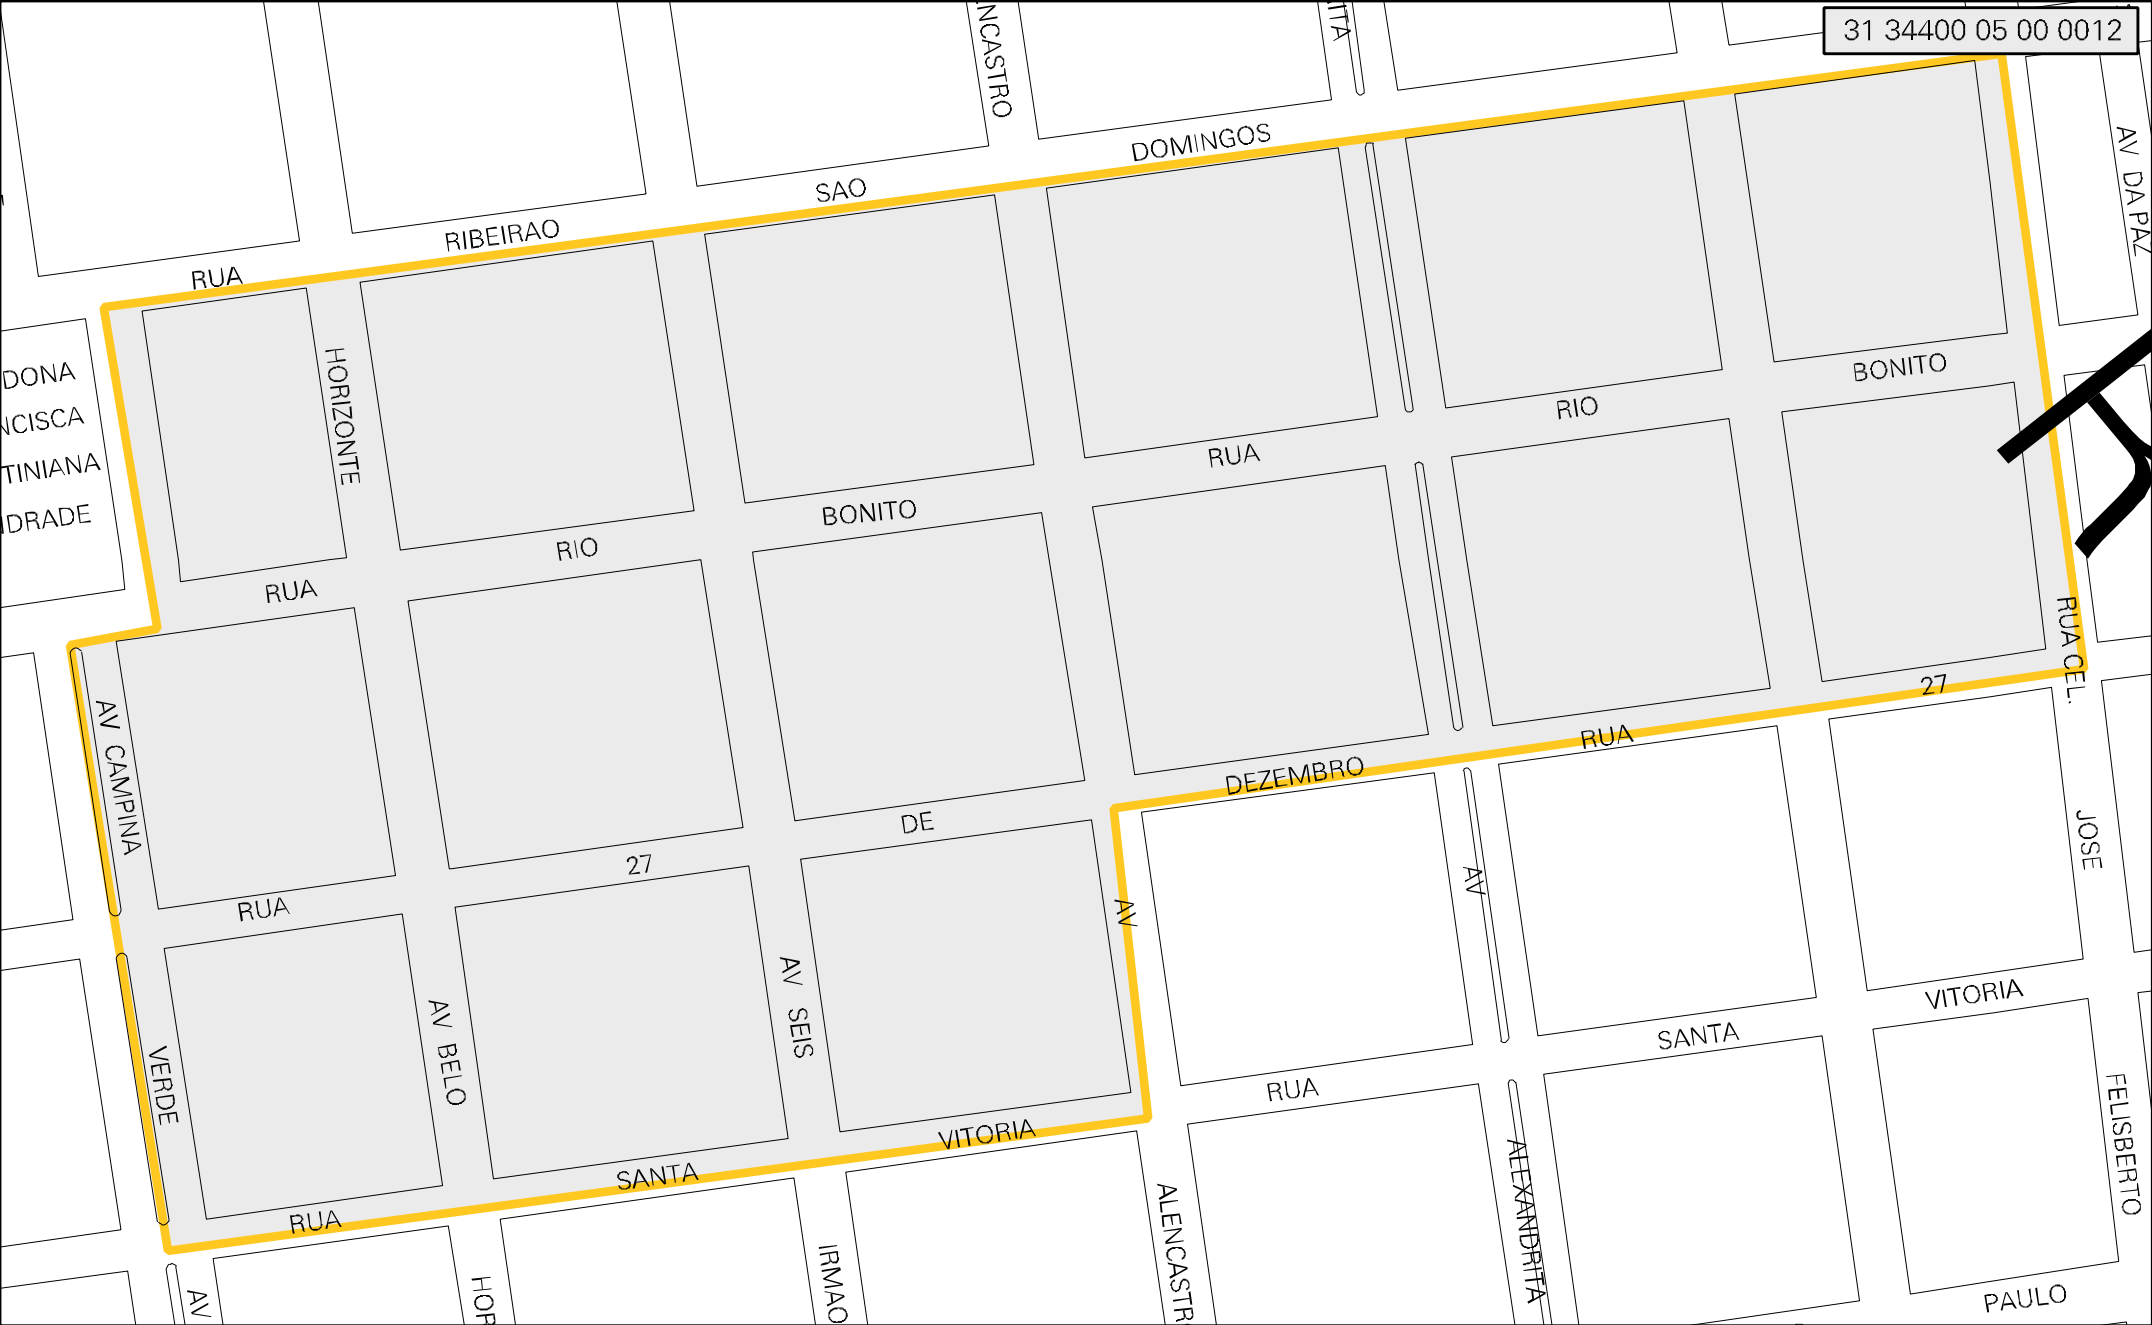 31 34400 05 00 0012
NCASTRO
ITA
AV DA PAZ
RUA RIBEIRAO SAO DOMINGOS
DONA
NCISCA
TINIANA
DRADE
HORIZONTE
RUA RIO BONITO
RUA RIO BONITO
RUA CEL.
JOSE
FELISBERTO
AV CAMPINA
VERDE
RUA 27 DE DEZEMBRO
RUA 27
AV BELO
AV SEIS
AV
AV
RUA SANTA VITORIA
RUA SANTA VITORIA
AV
HOR
IRMAO
ALENCASTR
ALEXANDRITA
PAULO